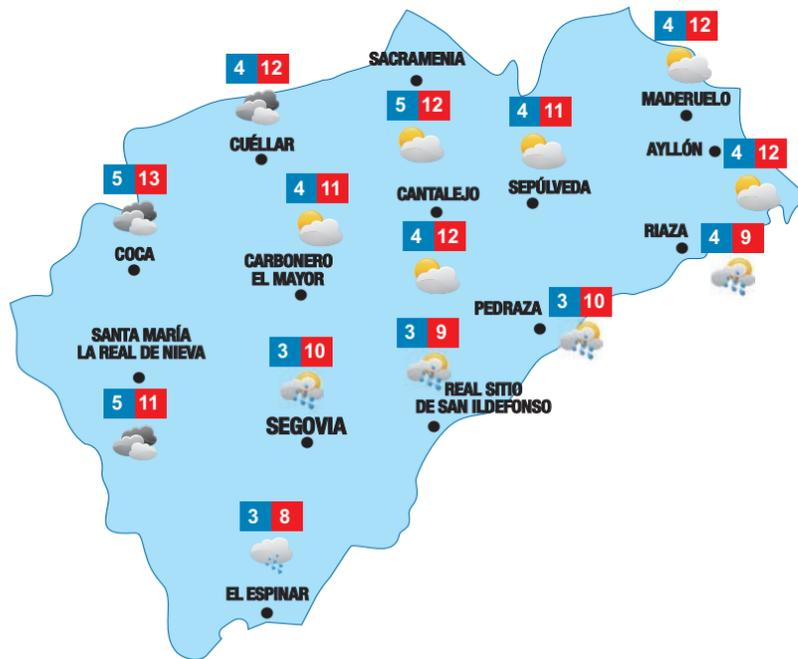 4 12
MADERUELO
SACRAMENIA
5 12
4 12
CUÉLLAR
4 11
SEPÚLVEDA
AYLLÓN
4 12
5 13
COCA
4 11
CARBONERO
EL MAYOR
CANTALEJO
4 12
RIAZA
4 9
PEDRAZA
3 10
SANTA MARÍA
LA REAL DE NIEVA
5 11
3 10
SEGOVIA
3 9
REAL SITIO
DE SAN ILDEFONSO
3 8
EL ESPINAR